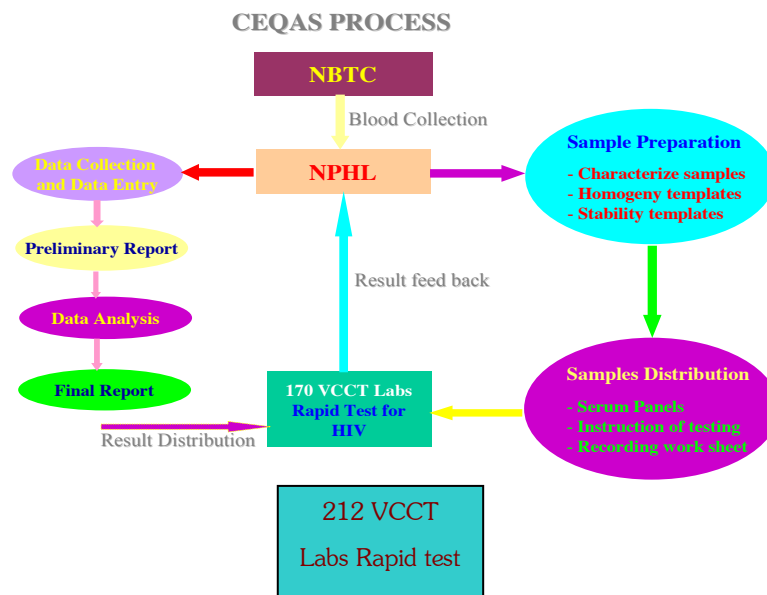 CEQAS PROCESS
NBTC
Blood Collection
NPHL
Data Collection
and Data Entry
Preliminary Report
Data Analysis
Final Report
Result Distribution
Sample Preparation
- Characterize samples
- Homogeny templates
- Stability templates
Result feed back
Samples Distribution
- Serum Panels
- Instruction of testing
- Recording work sheet
170 VCCT Labs
Rapid Test for
HIV
212 VCCT
Labs Rapid test